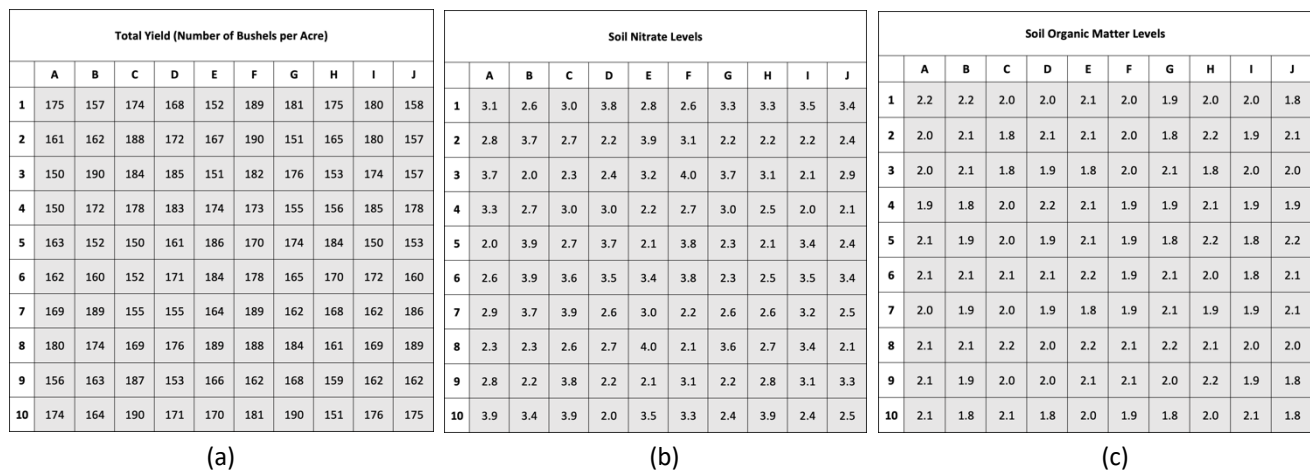 Total Yield (Number of Bushels per Acre)
A B C D E F G H I J
1 175 157 174 168 152 189 181 175 180 158
2 161 162 188 172 167 190 151 165 180 157
3 150 190 184 185 151 182 176 153 174 157
4 150 172 178 183 174 173 155 156 185 178
5 163 152 150 161 186 170 174 184 150 153
6 162 160 152 171 184 178 165 170 172 160
7 169 189 155 155 164 189 162 168 162 186
8 180 174 169 176 189 188 184 161 169 189
9 156 163 187 153 166 162 168 159 162 162
10 174 164 190 171 170 181 190 151 176 175
(a)
Soil Nitrate Levels
A B C D E F G H I J
1 3.1 2.6 3.0 3.8 2.8 2.6 3.3 3.3 3.5 3.4
2 2.8 3.7 2.7 2.2 3.9 3.1 2.2 2.2 2.2 2.4
3 3.7 2.0 2.3 2.4 3.2 4.0 3.7 3.1 2.1 2.9
4 3.3 2.7 3.0 3.0 2.2 2.7 3.0 2.5 2.0 2.1
5 2.0 3.9 2.7 3.7 2.1 3.8 2.3 2.1 3.4 2.4
6 2.6 3.9 3.6 3.5 3.4 3.8 2.3 2.5 3.5 3.4
7 2.9 3.7 3.9 2.6 3.0 2.2 2.6 2.6 3.2 2.5
8 2.3 2.3 2.6 2.7 4.0 2.1 3.6 2.7 3.4 2.1
9 2.8 2.2 3.8 2.2 2.1 3.1 2.2 2.8 3.1 3.3
10 3.9 3.4 3.9 2.0 3.5 3.3 2.4 3.9 2.4 2.5
(b)
Soil Organic Matter Levels
A B C D E F G H I J
1 2.2 2.2 2.0 2.0 2.1 2.0 1.9 2.0 2.0 1.8
2 2.0 2.1 1.8 2.1 2.1 2.0 1.8 2.2 1.9 2.1
3 2.0 2.1 1.8 1.9 1.8 2.0 2.1 1.8 2.0 2.0
4 1.9 1.8 2.0 2.2 2.1 1.9 1.9 2.1 1.9 1.9
5 2.1 1.9 2.0 1.9 2.1 1.9 1.8 2.2 1.8 2.2
6 2.1 2.1 2.1 2.1 2.2 1.9 2.1 2.0 1.8 2.1
7 2.0 1.9 2.0 1.9 1.8 1.9 2.1 1.9 1.9 2.1
8 2.1 2.1 2.2 2.0 2.2 2.1 2.2 2.1 2.0 2.0
9 2.1 1.9 2.0 2.0 2.1 2.1 2.0 2.2 1.9 1.8
10 2.1 1.8 2.1 1.8 2.0 1.9 1.8 2.0 2.1 1.8
(c)